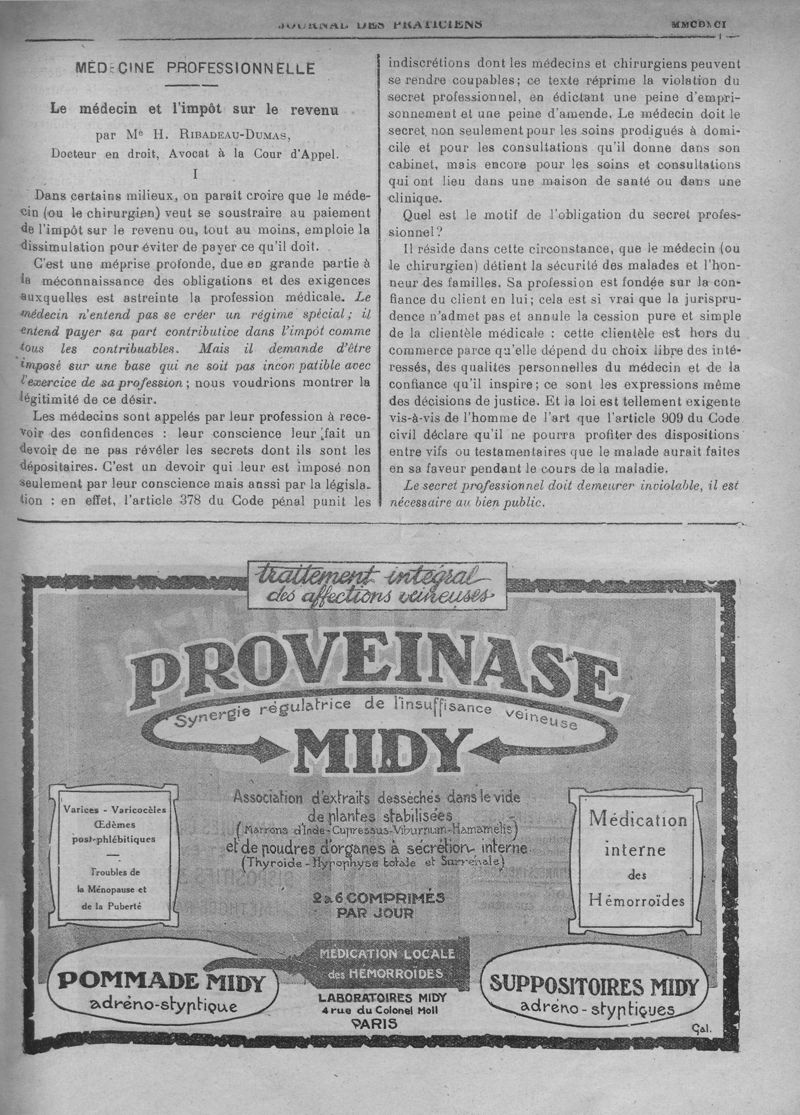 JOURNAL DES PRATICIENS
MÉDECINE PROFESSIONNELLE
Le médecin et l'impôt sur le revenu
par Me H. RIBADEAU-DUMAS,
Docteur en droit, Avocat à la Cour d'Appel.
I
Dans certains milieux, on paraît croire que le méde-
cin (ou le chirurgien) veut se soustraire au paiement
de l'impôt sur le revenu ou, tout au moins, emploie la
dissimulation pour éviter de payer ce qu'il doit.
C'est une méprise profonde, due en grande partie à
la méconnaissance des obligations et des exigences
auxquelles est astreinte la profession médicale. Le
médecin n'entend pas se créer un régime spécial ; il
entend payer sa part contributive dans l'impôt comme
tous les contribuables. Mais il demande d'être
imposé sur une base qui ne soit pas incompatible avec
l'exercice de sa profession ; nous voudrions montrer la
légitimité de ce désir.
Les médecins sont appelés par leur profession à rece-
voir des confidences : leur conscience leur fait un
devoir de ne pas révéler les secrets dont ils sont les
dépositaires. C'est un devoir qui leur est imposé non
seulement par leur conscience mais aussi par la législa-
tion : en effet, l'article 378 du Code pénal punit les
indiscrétions dont les médecins et chirurgiens peuvent
se rendre coupables ; ce texte réprime la violation du
secret professionnel, en édictant une peine d'empri-
sonnement et une peine d'amende. Le médecin doit le
secret non seulement pour les soins prodigués à domi-
cile et pour les consultations qu'il donne dans son
cabinet, mais encore pour les soins et consultations
qui ont lieu dans une maison de santé ou dans une
clinique.
Quel est le motif de l'obligation du secret profes-
sionnel ?
Il réside dans cette circonstance, que le médecin (ou
le chirurgien) détient la sécurité des malades et l'hon-
neur des familles. Sa profession est fondée sur la con-
fiance du client en lui ; cela est si vrai que la jurispru-
dence n'admet pas et annule la cession pure et simple
de la clientèle médicale : cette clientèle est hors du
commerce parce qu'elle dépend du choix libre des inté-
ressés, des qualités personnelles du médecin et de la
confiance qu'il inspire ; ce sont les expressions même
des décisions de justice. Et la loi est tellement exigente
vis-à-vis de l'homme de l'art que l'article 909 du Code
civil déclare qu'il ne pourra profiter des dispositions
entre vifs ou testamentaires que le malade aurait faites
en sa faveur pendant le cours de la maladie.
Le secret professionnel doit demeurer inviolable, il est
nécessaire au bien public.
traitement intégral
des affections veineuses
PROVEINASE
Synergie régulatrice de l'insuffisance veineuse
MIDY
Varices - Varicocèles
Œdèmes
post-phlébitiques
Troubles de
la Ménopause et
de la Puberté
Association d'extraits desséchés dans le vide
de plantes stabilisées
(Marrons d'Inde-Cupressus-Viburnum-Hamamelis)
et de poudres d'organes à sécrétion interne
(Thyroïde-Hypophyse totale et Surrénale)
2 à 6 COMPRIMÉS
PAR JOUR
Médication
interne
des
Hémorroïdes
POMMADE MIDY
adréno-styptique
MÉDICATION LOCALE
des HÉMORROÏDES
LABORATOIRES MIDY
4 rue du Colonel Moll
PARIS
SUPPOSITOIRES MIDY
adréno-styptiques
Gal.